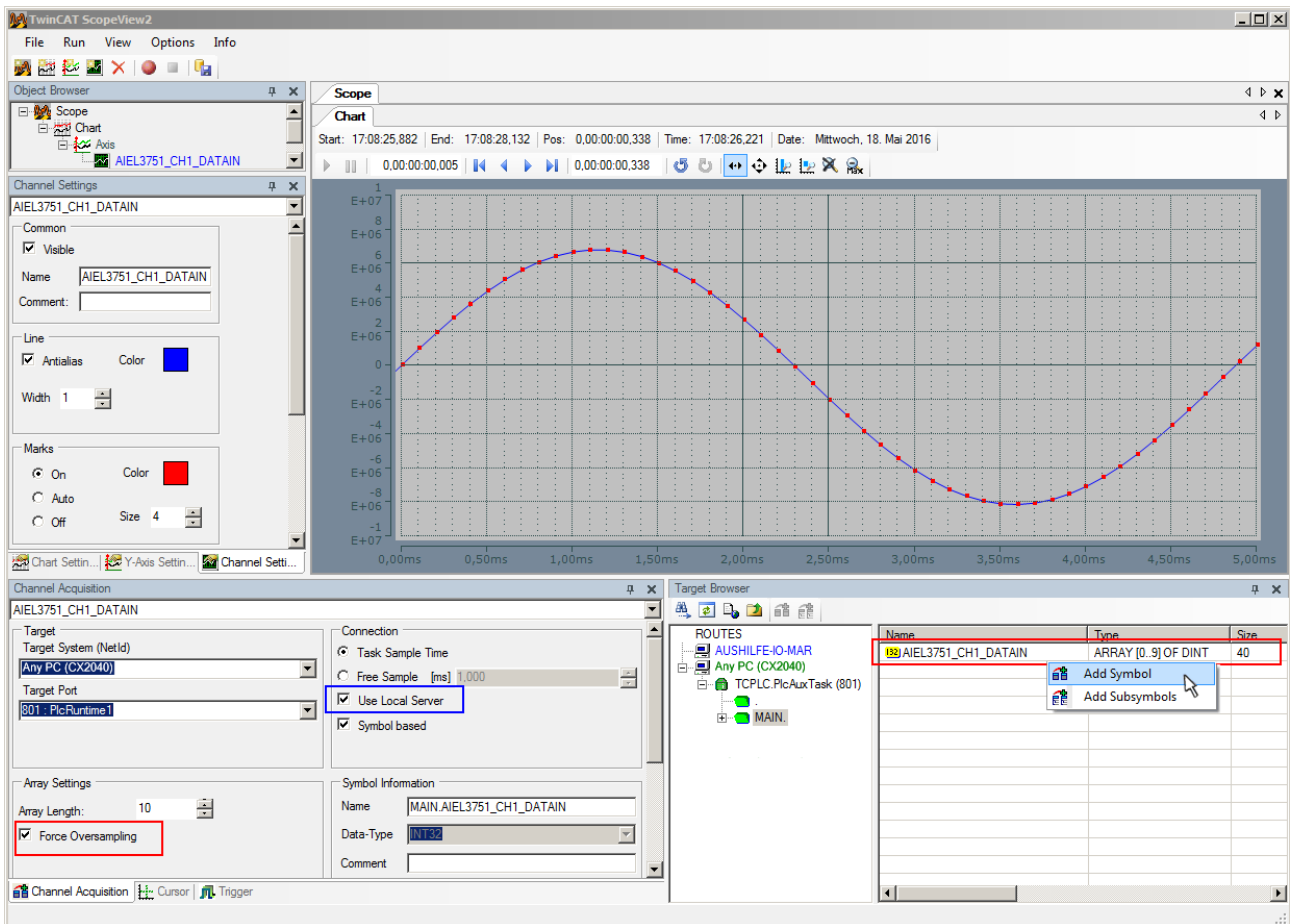 TwinCAT ScopeView2
File Run View Options Info
Object Browser
Scope
Chart
Axis
AIEL3751_CH1_DATAIN
Channel Settings
AIEL3751_CH1_DATAIN
Common
Visible
Name AIEL3751_CH1_DATAIN
Comment:
Line
Antialias Color
Width 1
Marks
On Color
Auto
Off Size 4
Chart Settin... Y-Axis Settin... Channel Setti...
Scope
Chart
Start: 17:08:25,882 End: 17:08:28,132 Pos: 0,00:00:00,338 Time: 17:08:26,221 Date: Mittwoch, 18. Mai 2016
0,00:00:00,005 0,00:00:00,338 Max
1
E+07
8
E+06
6
E+06
4
E+06
2
E+06
0
-2
E+06
-4
E+06
-6
E+06
-8
E+06
-1
E+07
0,00ms 0,50ms 1,00ms 1,50ms 2,00ms 2,50ms 3,00ms 3,50ms 4,00ms 4,50ms 5,00ms
Channel Acquisition
AIEL3751_CH1_DATAIN
Target
Target System (NetId)
Any PC (CX2040)
Target Port
801 : PlcRuntime1
Connection
Task Sample Time
Free Sample [ms] 1,000
Use Local Server
Symbol based
Array Settings
Array Length: 10
Force Oversampling
Symbol Information
Name MAIN.AIEL3751_CH1_DATAIN
Data-Type INT32
Comment
Channel Acquisition Cursor Trigger
Target Browser
ROUTES
AUSHILFE-IO-MAR
Any PC (CX2040)
TCPLC.PlcAuxTask (801)
.
MAIN.
Name Type Size
I32 AIEL3751_CH1_DATAIN ARRAY [0..9] OF DINT 40
Add Symbol
Add Subsymbols